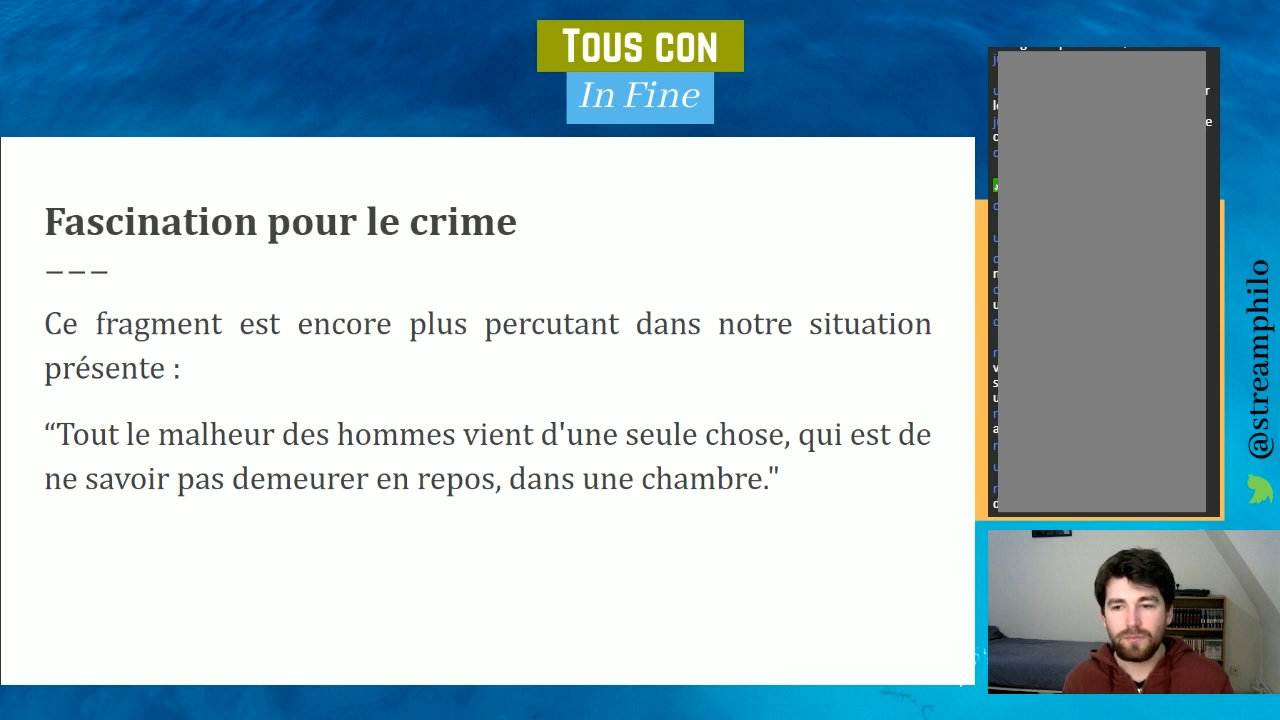 TOUS CON
In Fine
Fascination pour le crime
–––
Ce fragment est encore plus percutant dans notre situation
présente :
“Tout le malheur des hommes vient d'une seule chose, qui est de
ne savoir pas demeurer en repos, dans une chambre."
@streamphilo